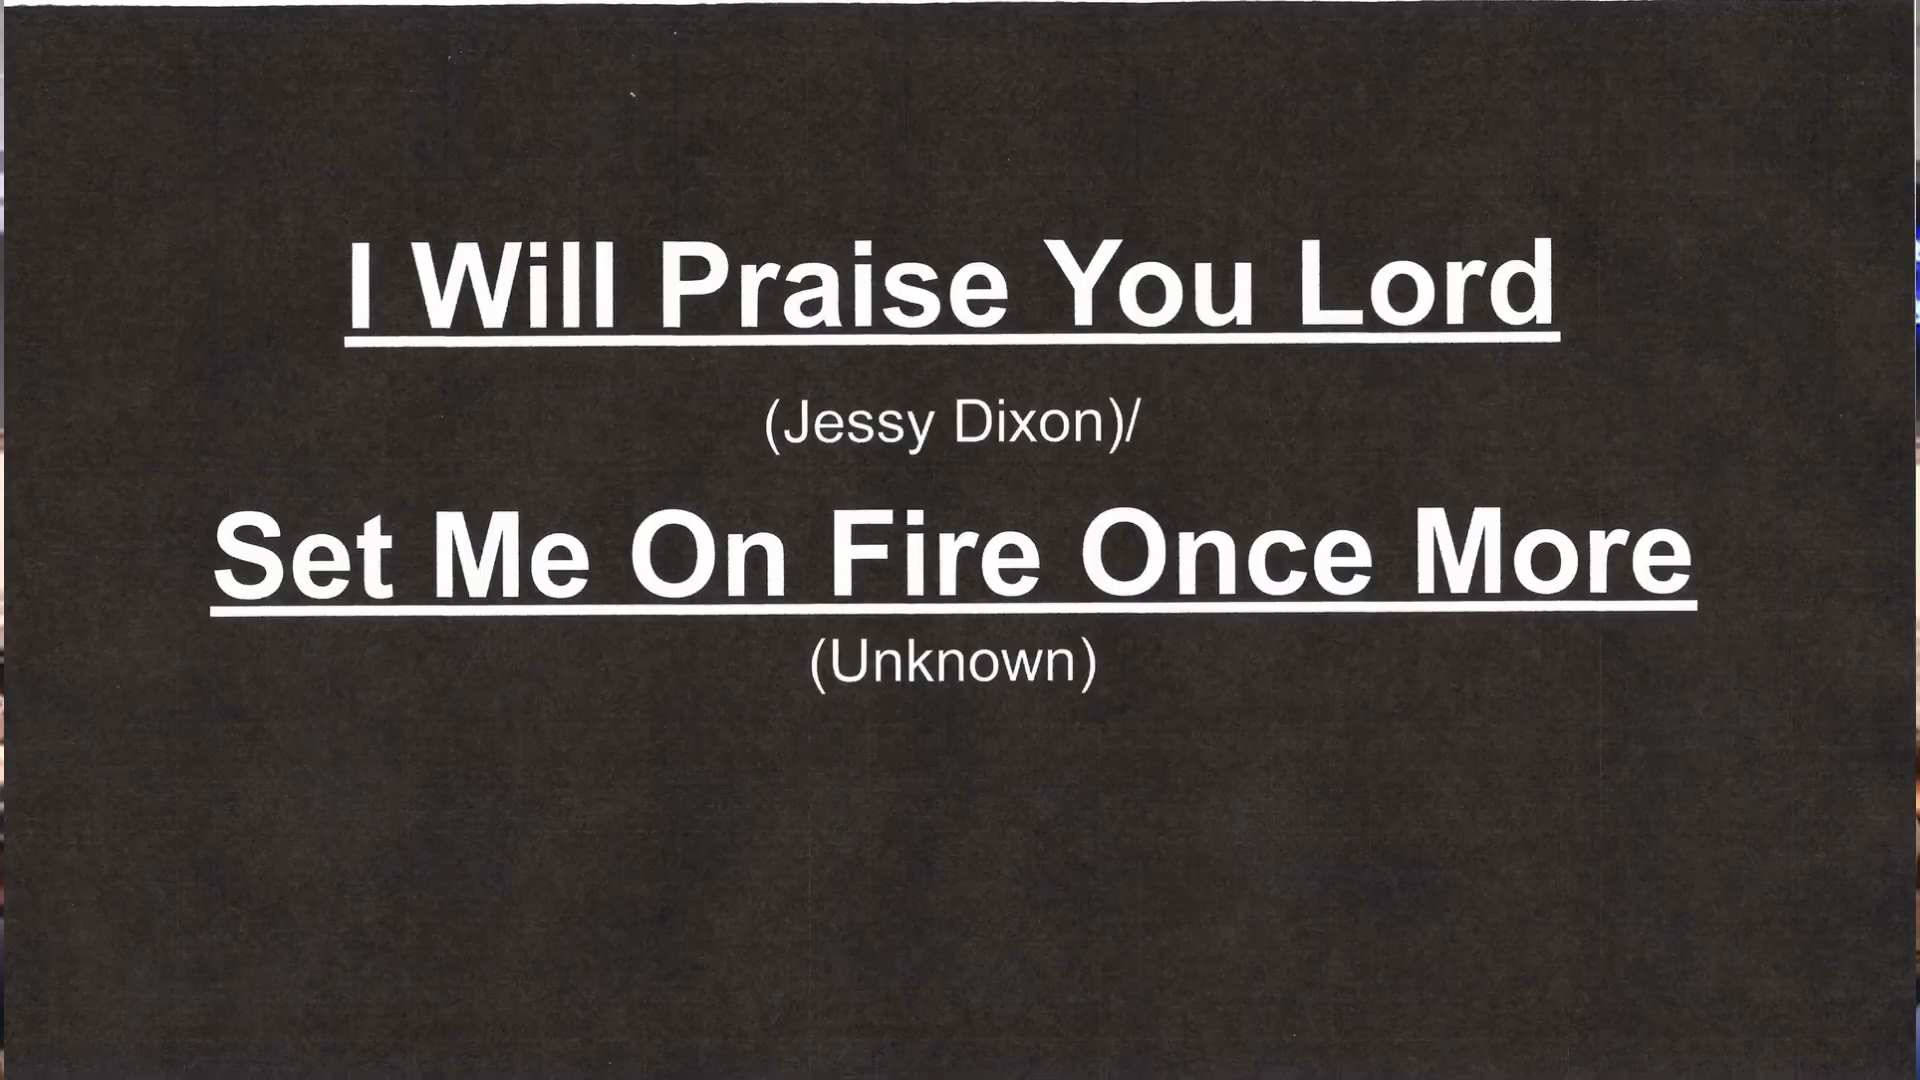 I Will Praise You Lord
(Jessy Dixon)/
Set Me On Fire Once More
(Unknown)